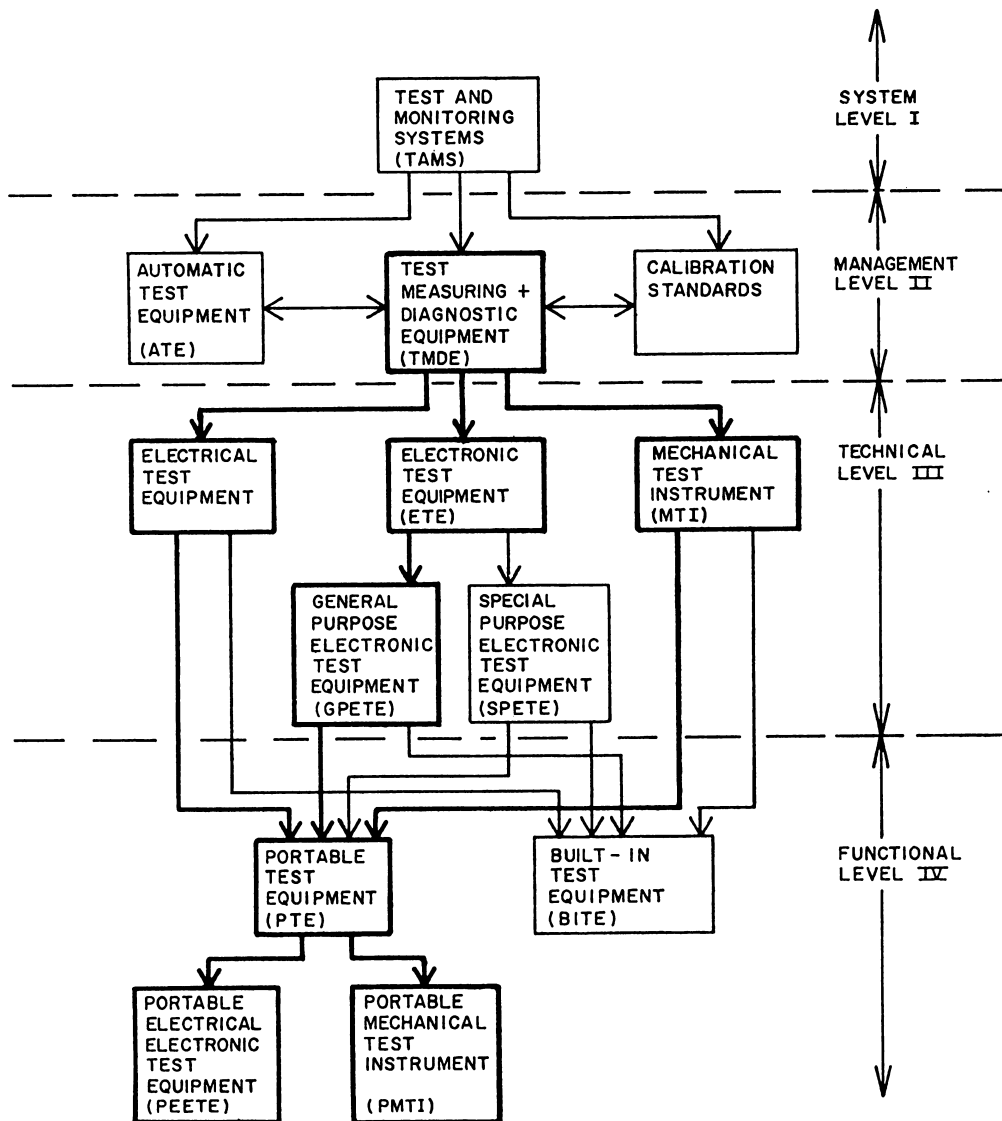 TEST AND
MONITORING
SYSTEMS
(TAMS)
SYSTEM
LEVEL I
AUTOMATIC
TEST
EQUIPMENT
(ATE)
TEST
MEASURING +
DIAGNOSTIC
EQUIPMENT
(TMDE)
CALIBRATION
STANDARDS
MANAGEMENT
LEVEL II
ELECTRICAL
TEST
EQUIPMENT
ELECTRONIC
TEST
EQUIPMENT
(ETE)
MECHANICAL
TEST
INSTRUMENT
(MTI)
TECHNICAL
LEVEL III
GENERAL
PURPOSE
ELECTRONIC
TEST
EQUIPMENT
(GPETE)
SPECIAL
PURPOSE
ELECTRONIC
TEST
EQUIPMENT
(SPETE)
PORTABLE
TEST
EQUIPMENT
(PTE)
BUILT-IN
TEST
EQUIPMENT
(BITE)
FUNCTIONAL
LEVEL IV
PORTABLE
ELECTRICAL
ELECTRONIC
TEST
EQUIPMENT
(PEETE)
PORTABLE
MECHANICAL
TEST
INSTRUMENT
(PMTI)